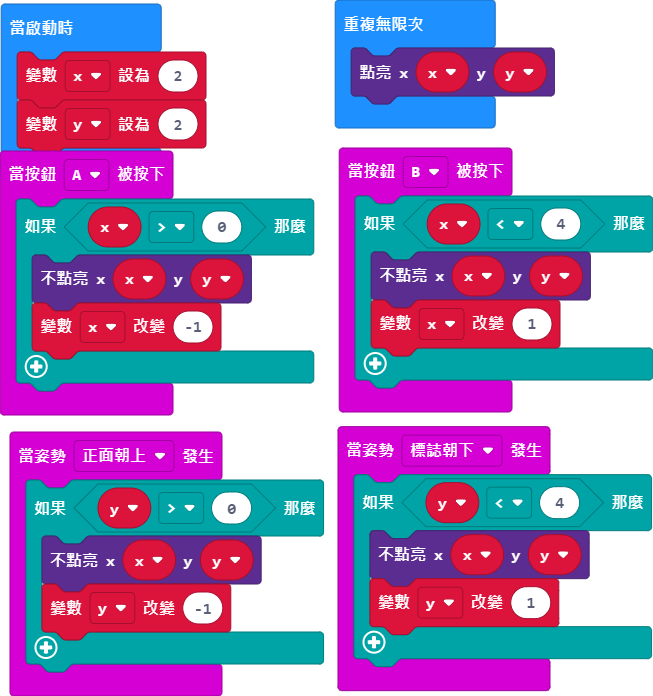 當啟動時
變數 x 設為 2
變數 y 設為 2
重複無限次
點亮 x x y y
當按鈕 A 被按下
如果 x > 0 那麼
不點亮 x x y y
變數 x 改變 -1
當按鈕 B 被按下
如果 x < 4 那麼
不點亮 x x y y
變數 x 改變 1
當姿勢 正面朝上 發生
如果 y > 0 那麼
不點亮 x x y y
變數 y 改變 -1
當姿勢 標誌朝下 發生
如果 y < 4 那麼
不點亮 x x y y
變數 y 改變 1